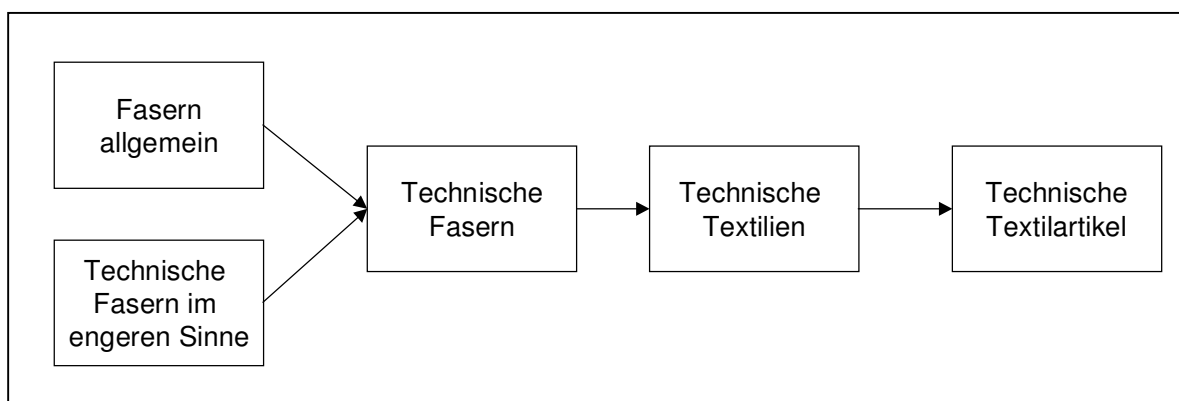 Fasern
allgemein
Technische
Fasern im
engeren Sinne
Technische
Fasern
Technische
Textilien
Technische
Textilartikel